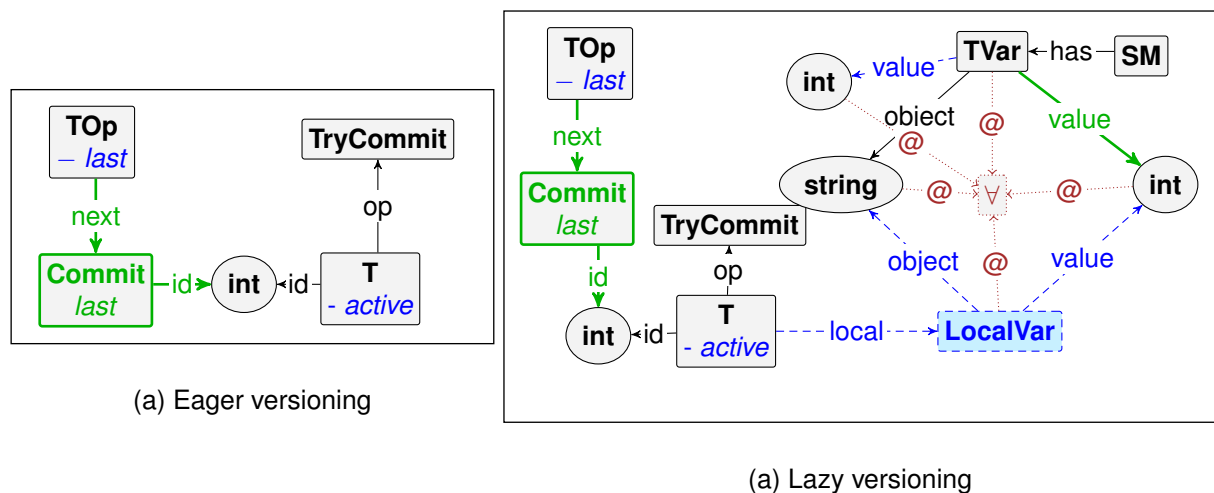 TOp
– last
next
Commit
last
id
int
id
TryCommit
op
T
- active
(a) Eager versioning
TOp
– last
next
Commit
last
id
int
id
TryCommit
op
T
- active
local
LocalVar
int
value
TVar
has
SM
object
@
@
value
string
@
∀
@
int
object
@
value
(a) Lazy versioning